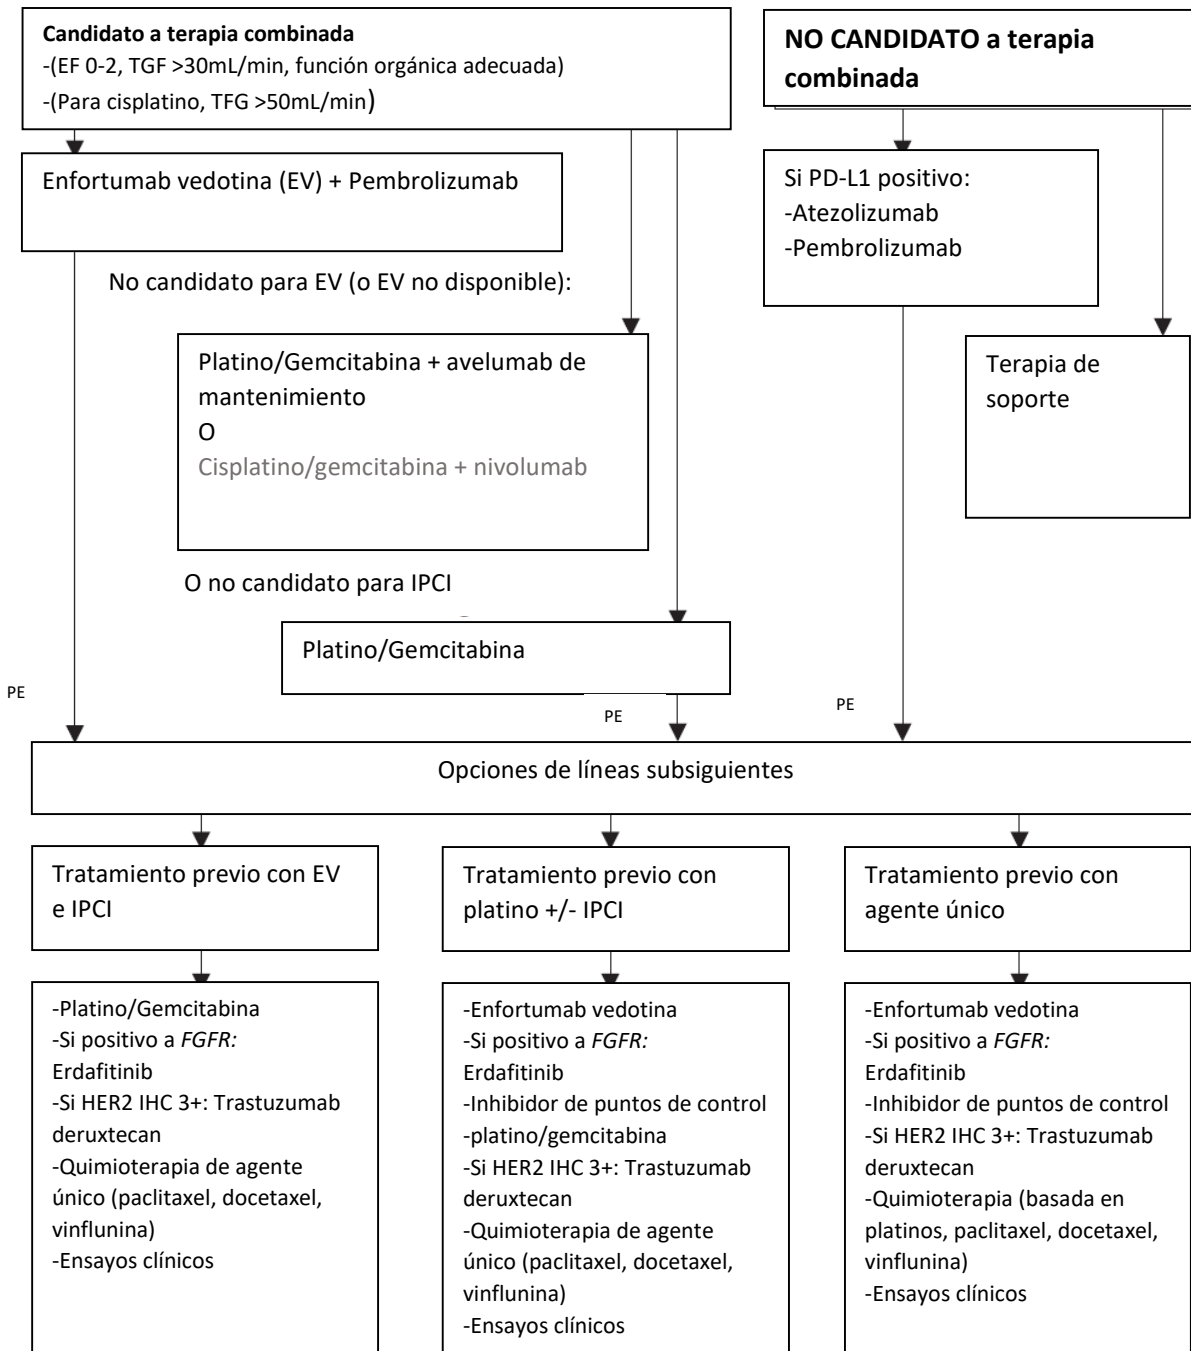 Candidato a terapia combinada
-(EF 0-2, TGF >30mL/min, función orgánica adecuada)
-(Para cisplatino, TFG >50mL/min)
NO CANDIDATO a terapia
combinada
Enfortumab vedotina (EV) + Pembrolizumab
Si PD-L1 positivo:
-Atezolizumab
-Pembrolizumab
No candidato para EV (o EV no disponible):
Platino/Gemcitabina + avelumab de
mantenimiento
O
Cisplatino/gemcitabina + nivolumab
Terapia de
soporte
O no candidato para IPCI
Platino/Gemcitabina
PE
PE
PE
Opciones de líneas subsiguientes
Tratamiento previo con EV
e IPCI
Tratamiento previo con
platino +/- IPCI
Tratamiento previo con
agente único
-Platino/Gemcitabina
-Si positivo a FGFR:
Erdafitinib
-Si HER2 IHC 3+: Trastuzumab
deruxtecan
-Quimioterapia de agente
único (paclitaxel, docetaxel,
vinflunina)
-Ensayos clínicos
-Enfortumab vedotina
-Si positivo a FGFR:
Erdafitinib
-Inhibidor de puntos de control
-platino/gemcitabina
-Si HER2 IHC 3+: Trastuzumab
deruxtecan
-Quimioterapia de agente
único (paclitaxel, docetaxel,
vinflunina)
-Ensayos clínicos
-Enfortumab vedotina
-Si positivo a FGFR:
Erdafitinib
-Inhibidor de puntos de control
-Si HER2 IHC 3+: Trastuzumab
deruxtecan
-Quimioterapia (basada en
platinos, paclitaxel, docetaxel,
vinflunina)
-Ensayos clínicos